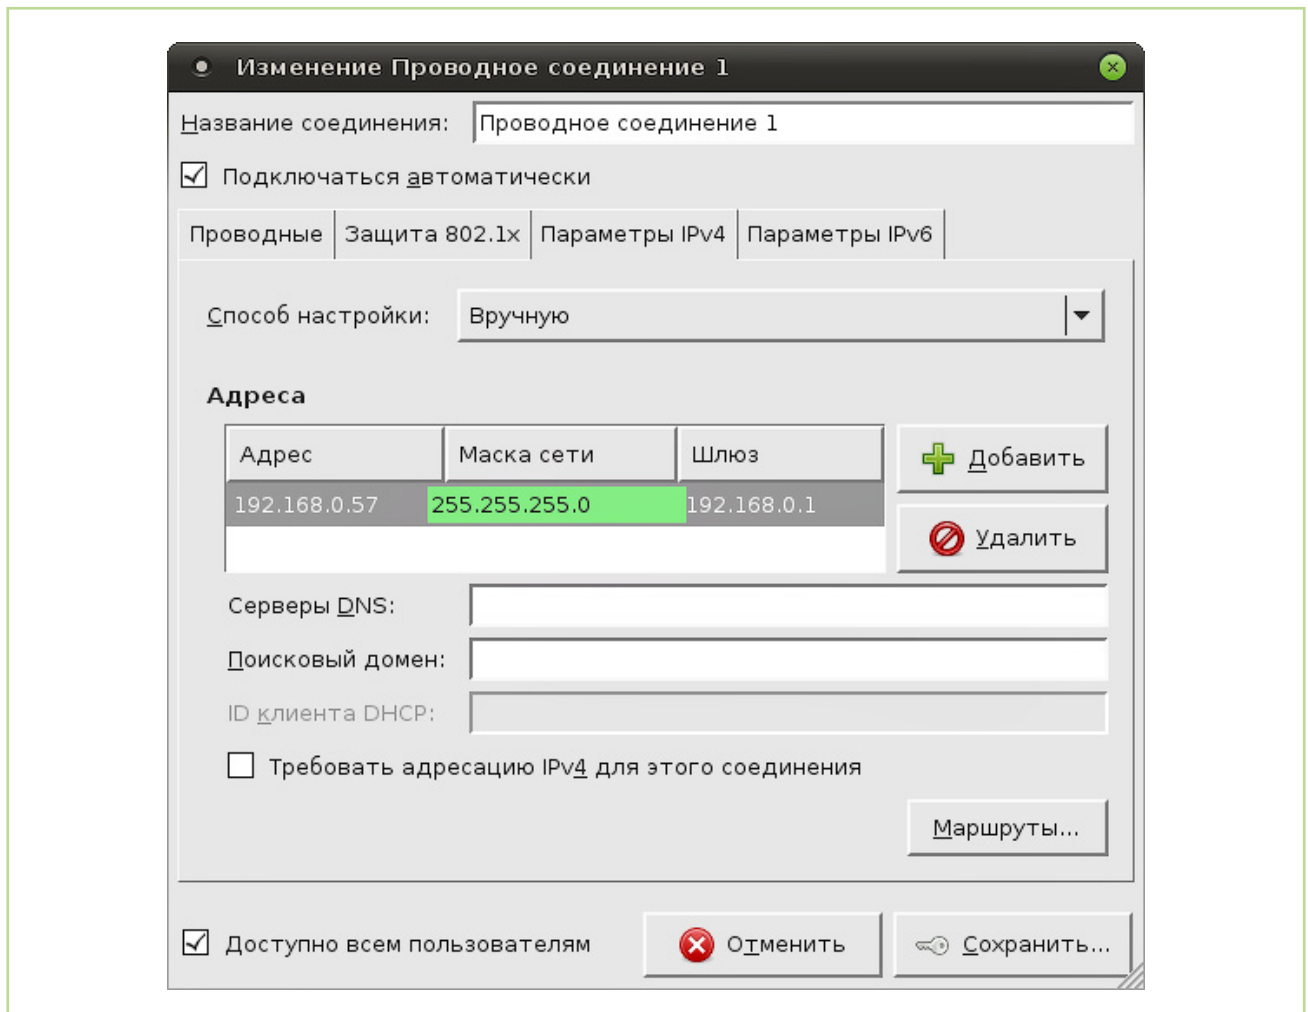 Изменение Проводное соединение 1
Название соединения: Проводное соединение 1
Подключаться автоматически
Проводные Защита 802.1x Параметры IPv4 Параметры IPv6
Способ настройки: Вручную
Адреса
Адрес Маска сети Шлюз
192.168.0.57 255.255.255.0 192.168.0.1
Добавить
Удалить
Серверы DNS:
Поисковый домен:
ID клиента DHCP:
Требовать адресацию IPv4 для этого соединения
Маршруты...
Доступно всем пользователям Отменить Сохранить...